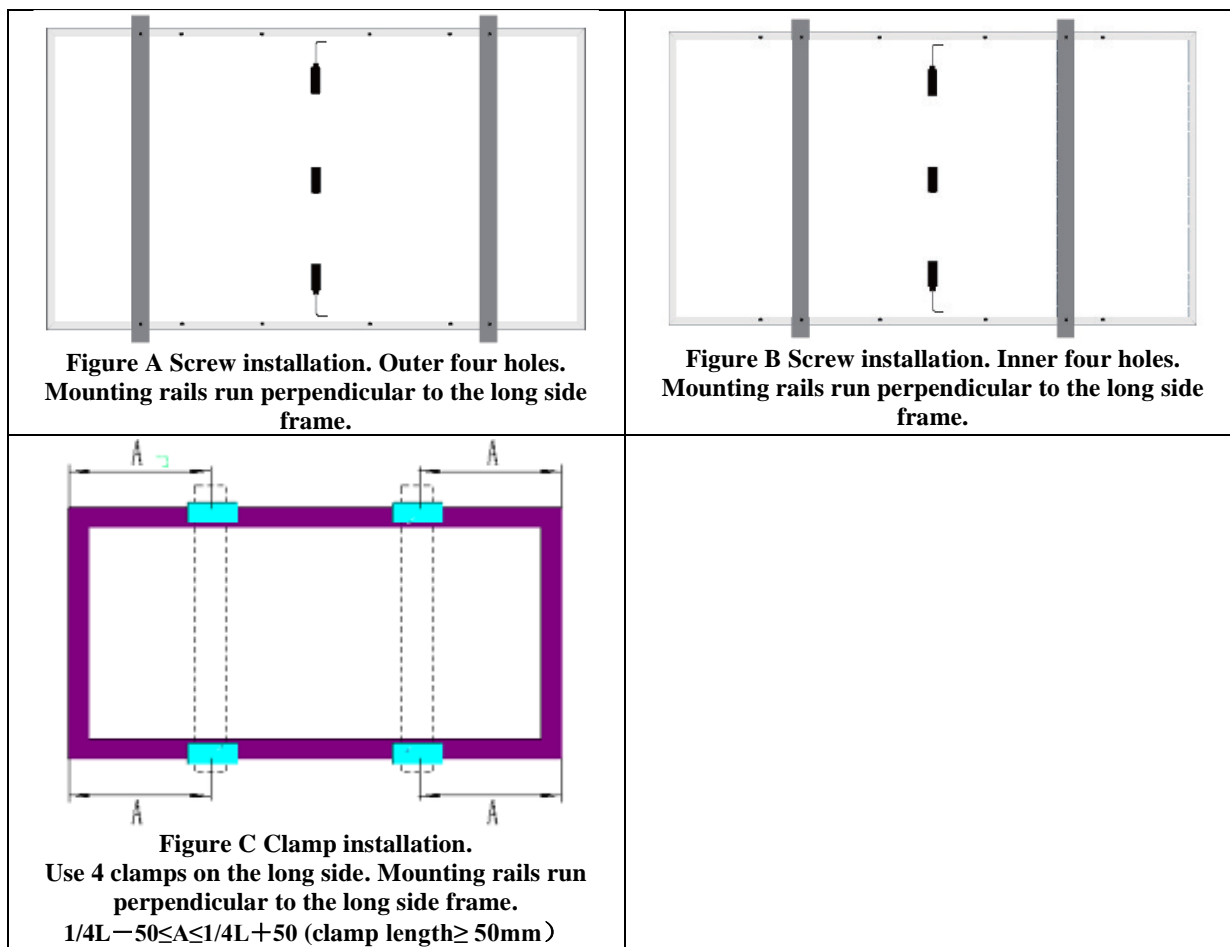 Figure A Screw installation. Outer four holes.
Mounting rails run perpendicular to the long side
frame.
Figure B Screw installation. Inner four holes.
Mounting rails run perpendicular to the long side
frame.
A
A
A
A
Figure C Clamp installation.
Use 4 clamps on the long side. Mounting rails run
perpendicular to the long side frame.
1/4L－50≤A≤1/4L＋50 (clamp length≥ 50mm）